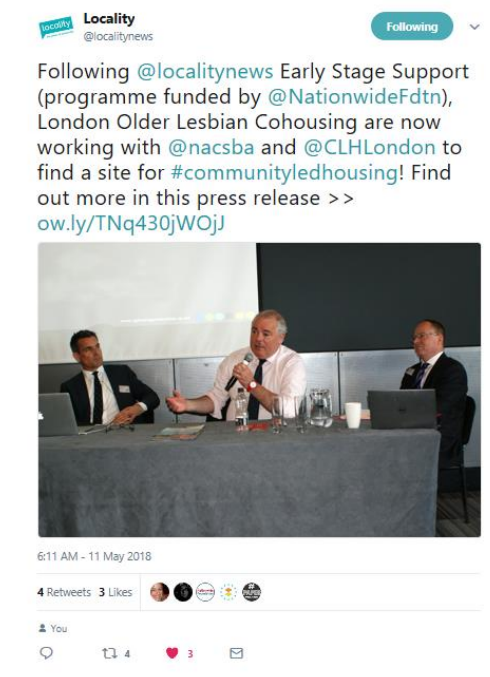 locality
Locality
@localitynews
Following
Following @localitynews Early Stage Support
(programme funded by @NationwideFdtn),
London Older Lesbian Cohousing are now
working with @nacsba and @CLHLondon to
find a site for #communityledhousing! Find
out more in this press release >>
ow.ly/TNq430jWOjJ
6:11 AM - 11 May 2018
4 Retweets 3 Likes
You
4 3